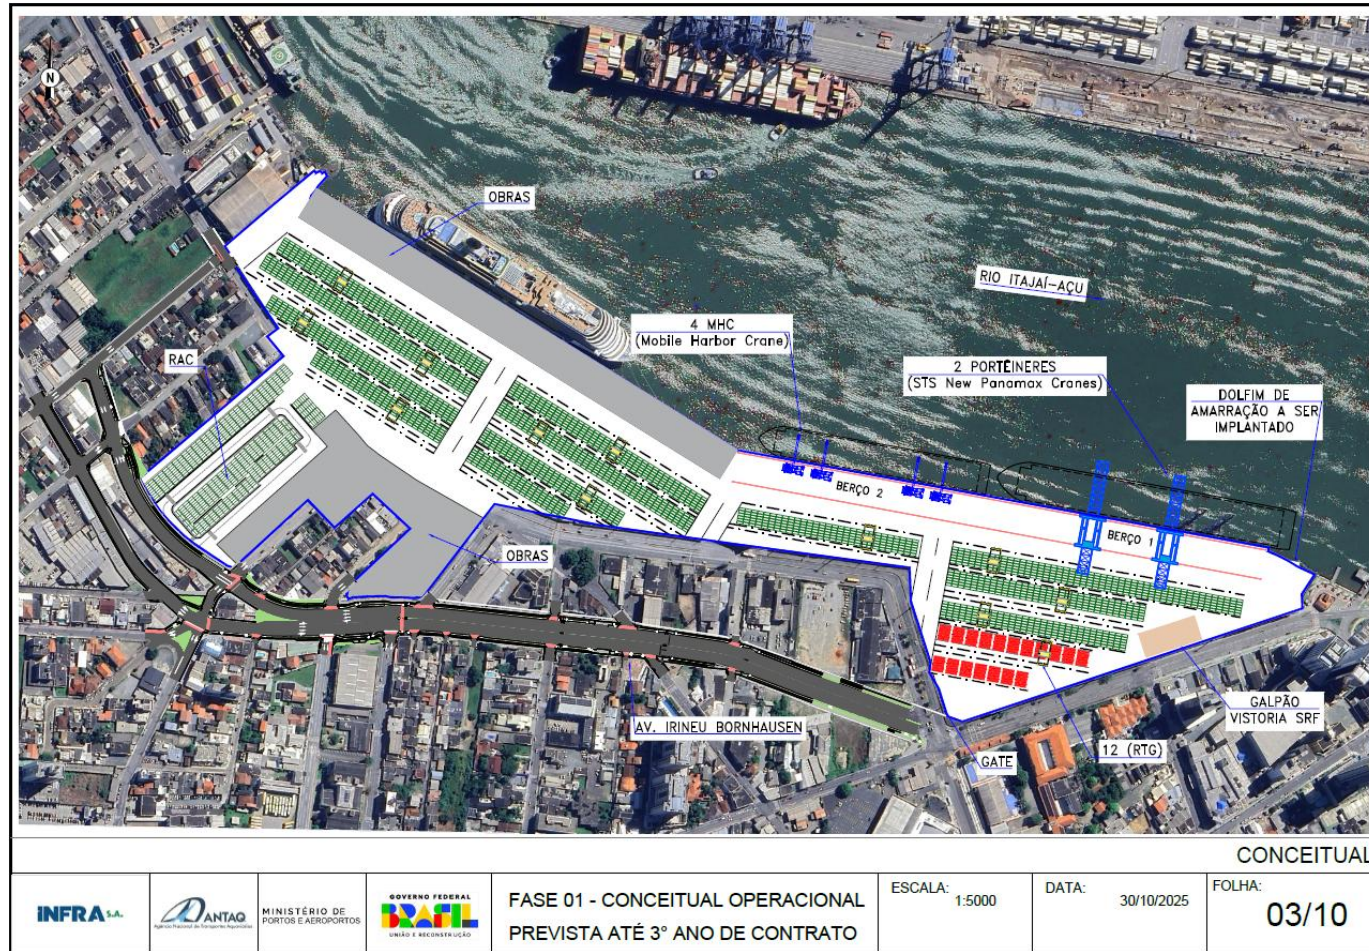 N
OBRAS
RIO ITAJAÍ-AÇU
4 MHC
(Mobile Harbor Crane)
RAC
2 PORTÊINERES
(STS New Panamax Cranes)
DOLFIM DE
AMARRAÇÃO A SER
IMPLANTADO
BERÇO 2
BERÇO 1
OBRAS
AV. IRINEU BORNHAUSEN
GATE
12 (RTG)
GALPÃO
VISTORIA SRF
CONCEITUAL
INFRA S.A.
ANTAQ
Agência Nacional de Transportes Aquaviários
MINISTÉRIO DE
PORTOS E AEROPORTOS
GOVERNO FEDERAL
BRASIL
UNIÃO E RECONSTRUÇÃO
FASE 01 - CONCEITUAL OPERACIONAL
PREVISTA ATÉ 3° ANO DE CONTRATO
ESCALA:
1:5000
DATA:
30/10/2025
FOLHA:
03/10